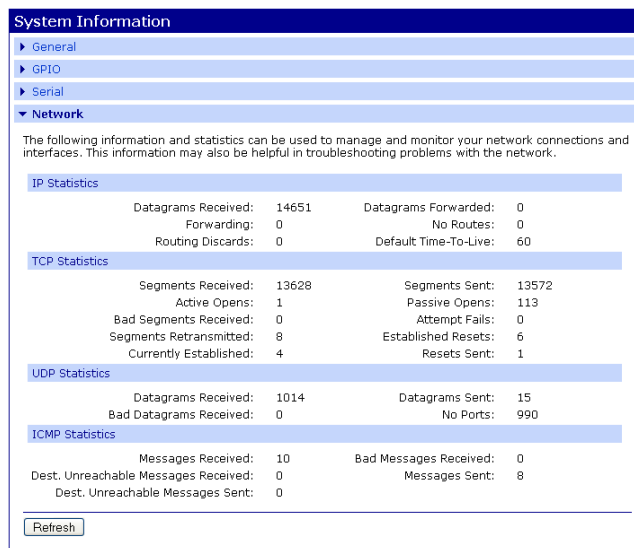 System Information
General
GPIO
Serial
Network
The following information and statistics can be used to manage and monitor your network connections and
interfaces. This information may also be helpful in troubleshooting problems with the network.
IP Statistics
Datagrams Received: 14651 Datagrams Forwarded: 0
Forwarding: 0 No Routes: 0
Routing Discards: 0 Default Time-To-Live: 60
TCP Statistics
Segments Received: 13628 Segments Sent: 13572
Active Opens: 1 Passive Opens: 113
Bad Segments Received: 0 Attempt Fails: 0
Segments Retransmitted: 8 Established Resets: 6
Currently Established: 4 Resets Sent: 1
UDP Statistics
Datagrams Received: 1014 Datagrams Sent: 15
Bad Datagrams Received: 0 No Ports: 990
ICMP Statistics
Messages Received: 10 Bad Messages Received: 0
Dest. Unreachable Messages Received: 0 Messages Sent: 8
Dest. Unreachable Messages Sent: 0
Refresh